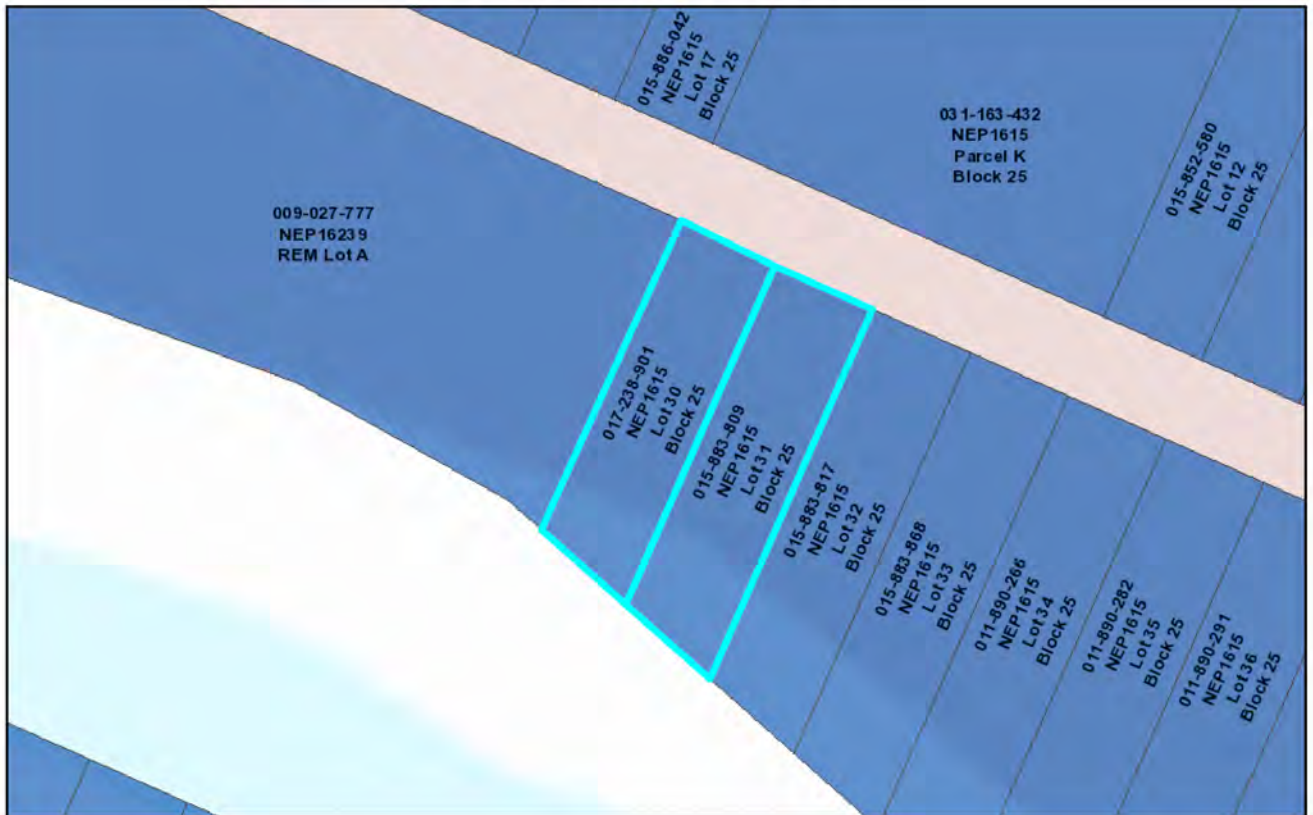 015-886-042
NEP1615
Lot 17
Block 25
031-163-432
NEP1615
Parcel K
Block 25
015-852-580
NEP1615
Lot 12
Block 25
009-027-777
NEP16239
REM Lot A
017-238-901
NEP1615
Lot 30
Block 25
015-883-809
NEP1615
Lot 31
Block 25
015-883-817
NEP1615
Lot 32
Block 25
015-883-868
NEP1615
Lot 33
Block 25
011-890-266
NEP1615
Lot 34
Block 25
011-890-282
NEP1615
Lot 35
Block 25
011-890-291
NEP1615
Lot 36
Block 25